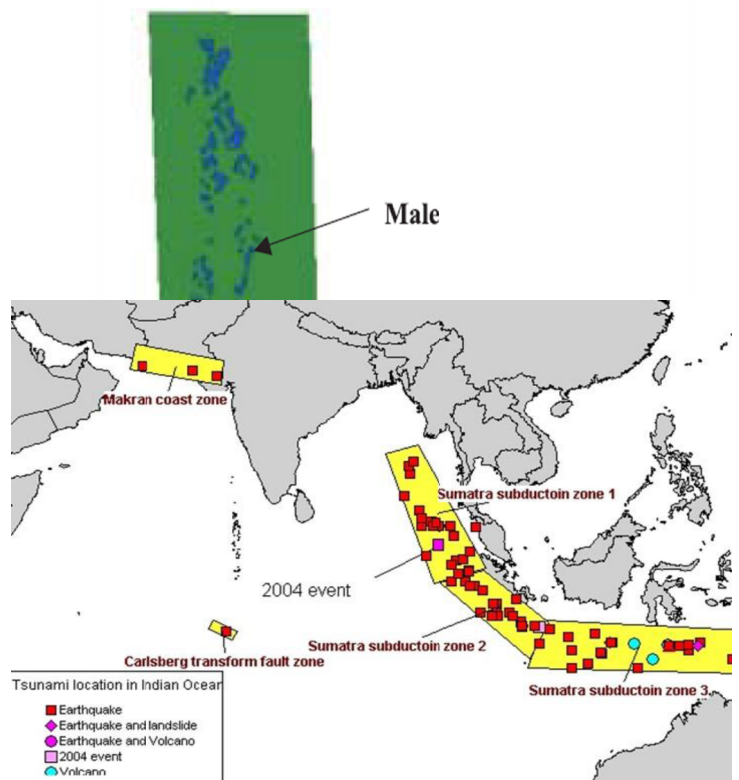 Male
Makran coast zone
Sumatra subductoin zone 1
2004 event
Sumatra subductoin zone 2
Carlsberg transform fault zone
Sumatra subductoin zone 3
Tsunami location in Indian Ocean
Earthquake
Earthquake and landslide
Earthquake and Volcano
2004 event
Volcano